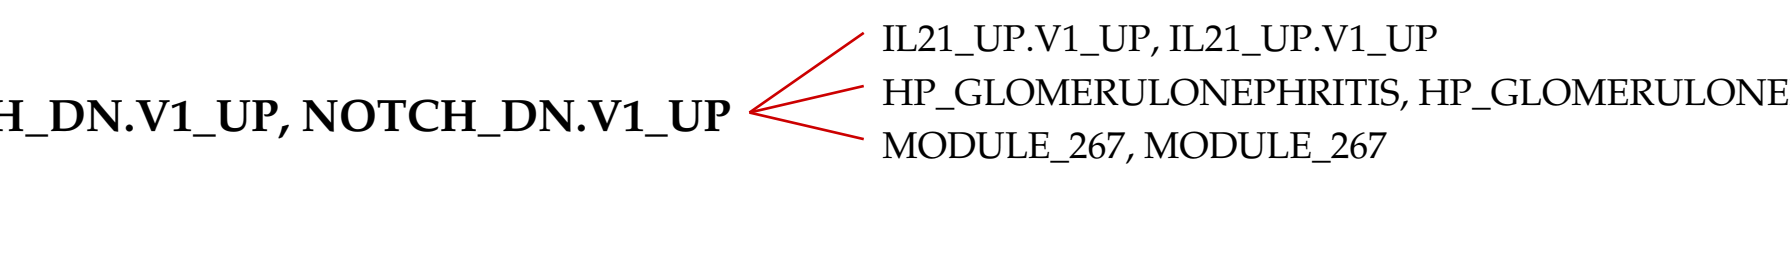 IL21_UP.V1_UP, IL21_UP.V1_UP
HP_GLOMERULONEPHRITIS, HP_GLOMERULONE
H_DN.V1_UP, NOTCH_DN.V1_UP
MODULE_267, MODULE_267